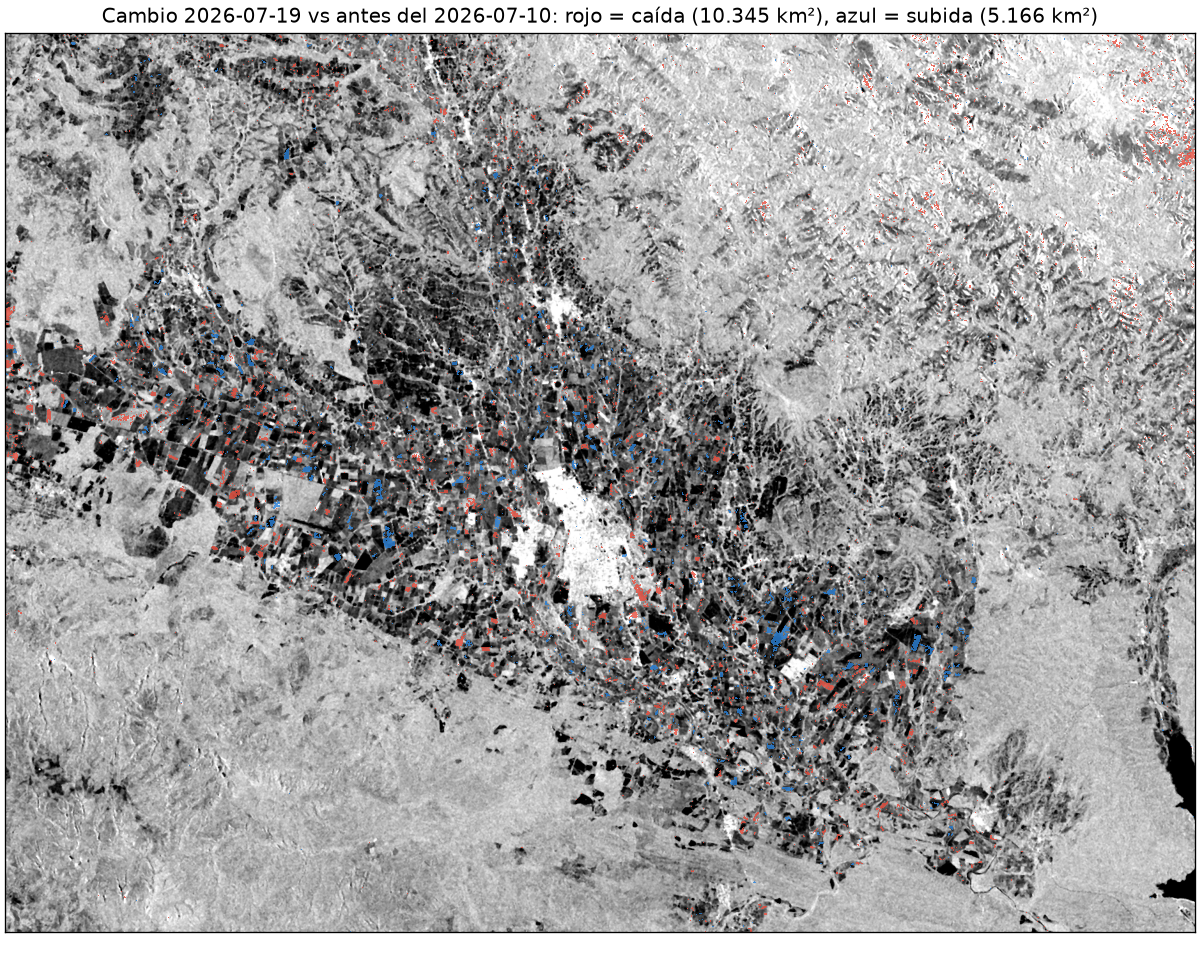 Cambio 2026-07-19 vs antes del 2026-07-10: rojo = caída (10.345 km²), azul = subida (5.166 km²)